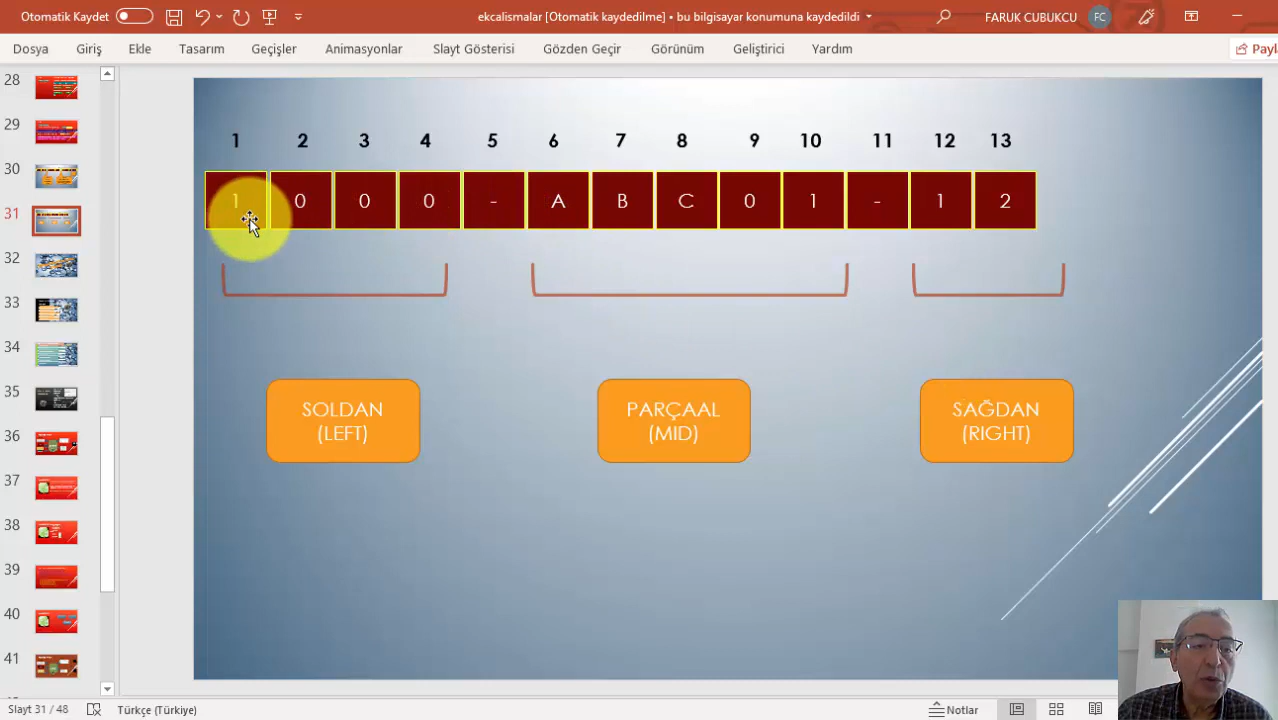 Otomatik Kaydet
ekcalismalar [Otomatik kaydedilme] • bu bilgisayar konumuna kaydedildi
FARUK CUBUKCU
FC
Dosya Giriş Ekle Tasarım Geçişler Animasyonlar Slayt Gösterisi Gözden Geçir Görünüm Geliştirici Yardım Payl
28
29
30
31
32
33
34
35
36
37
38
39
40
41
1 2 3 4 5 6 7 8 9 10 11 12 13
1 0 0 0 - A B C 0 1 - 1 2
SOLDAN
(LEFT)
PARÇAAL
(MID)
SAĞDAN
(RIGHT)
Slayt 31 / 48
Türkçe (Türkiye)
Notlar